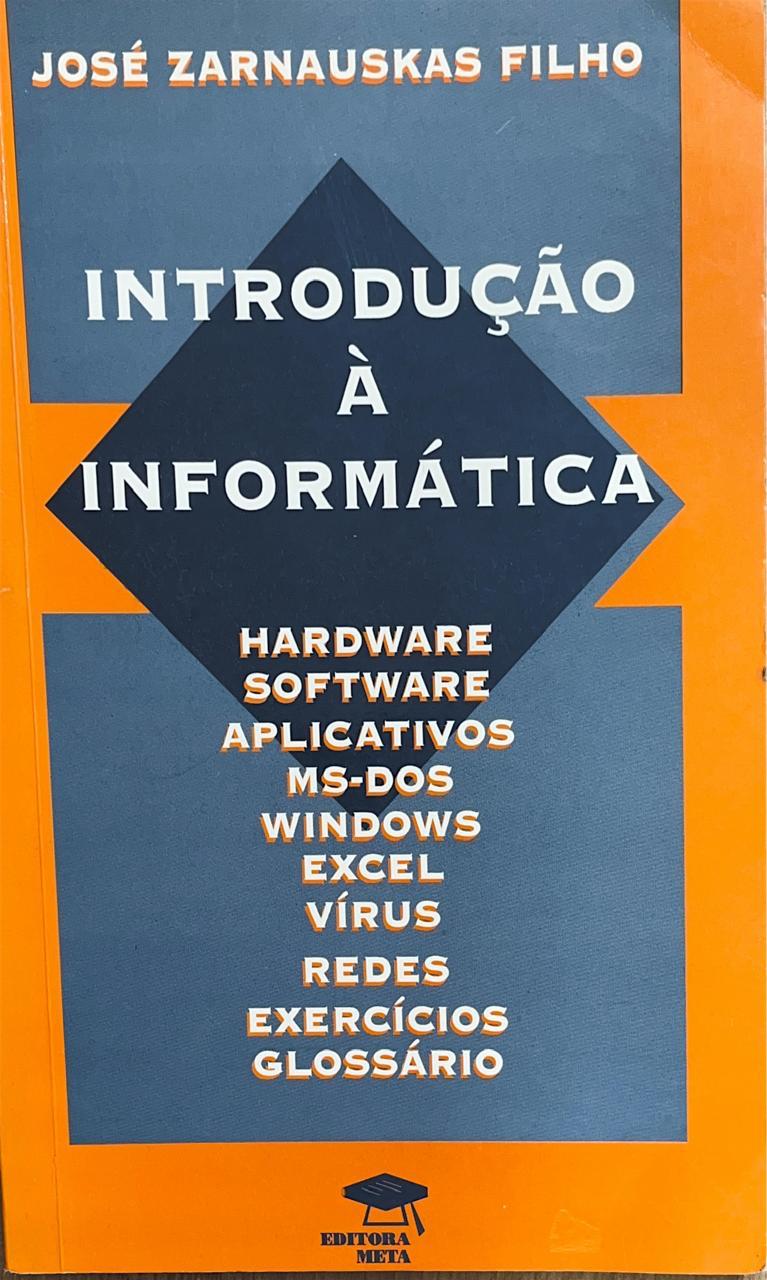 JOSÉ ZARNAUSKAS FILHO
INTRODUÇÃO
À
INFORMÁTICA
HARDWARE
SOFTWARE
APLICATIVOS
MS-DOS
WINDOWS
EXCEL
VÍRUS
REDES
EXERCÍCIOS
GLOSSÁRIO
EDITORA
META